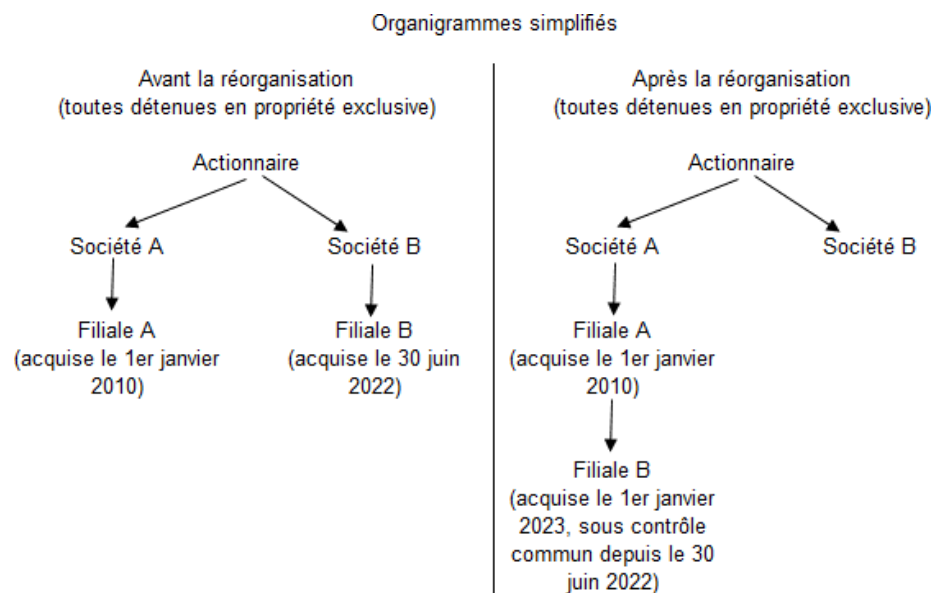 Organigrammes simplifiés
Avant la réorganisation
(toutes détenues en propriété exclusive)
Actionnaire
Société A
Société B
Filiale A
(acquise le 1er janvier
2010)
Filiale B
(acquise le 30 juin
2022)
Après la réorganisation
(toutes détenues en propriété exclusive)
Actionnaire
Société A
Société B
Filiale A
(acquise le 1er janvier
2010)
Filiale B
(acquise le 1er janvier
2023, sous contrôle
commun depuis le 30
juin 2022)